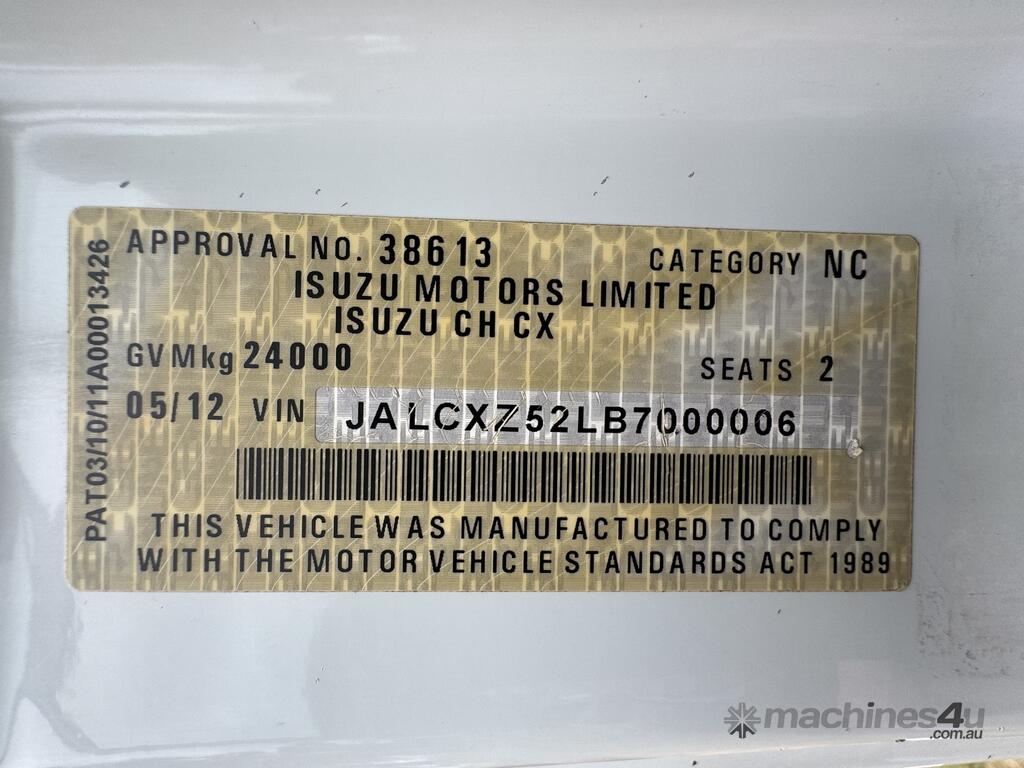 APPROVAL NO. 38613 CATEGORY NC
ISUZU MOTORS LIMITED
ISUZU CH CX
GVMkg 24000 SEATS 2
05/12 VIN JALCXZ52LB7000006
THIS VEHICLE WAS MANUFACTURED TO COMPLY
WITH THE MOTOR VEHICLE STANDARDS ACT 1989
PAT03/10/11A00013426
machines4u
.com.au